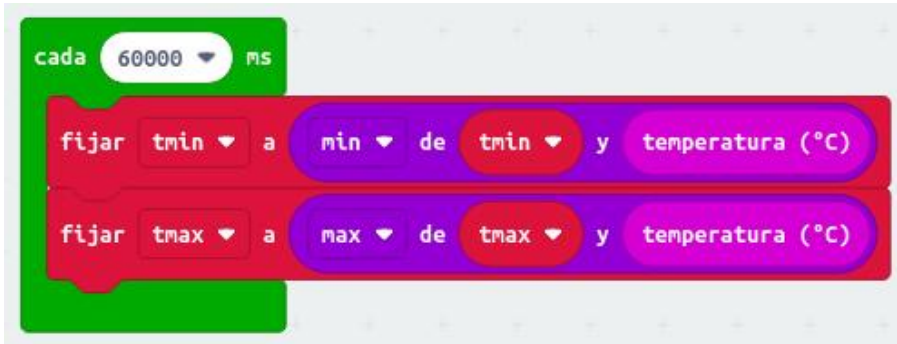 cada 60000 ms
fijar tmin a min de tmin y temperatura (°C)
fijar tmax a max de tmax y temperatura (°C)